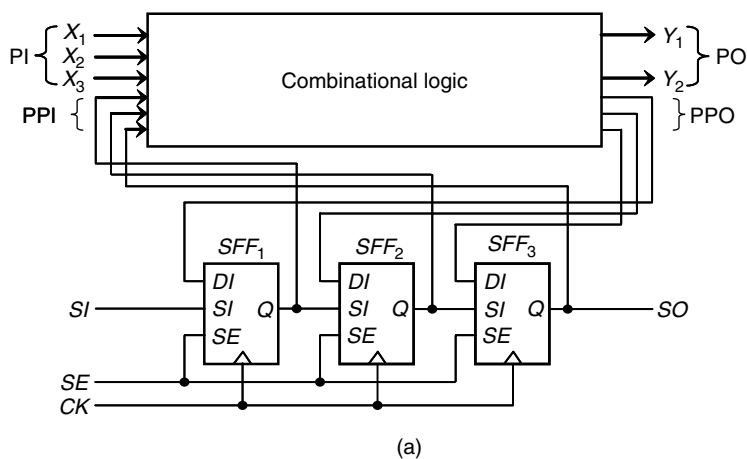 PI
X1
X2
X3
PPI
Combinational logic
Y1
Y2
PO
PPO
SFF1
SFF2
SFF3
DI
SI
Q
SE
DI
SI
Q
SE
DI
SI
Q
SE
SI
SO
SE
CK
(a)